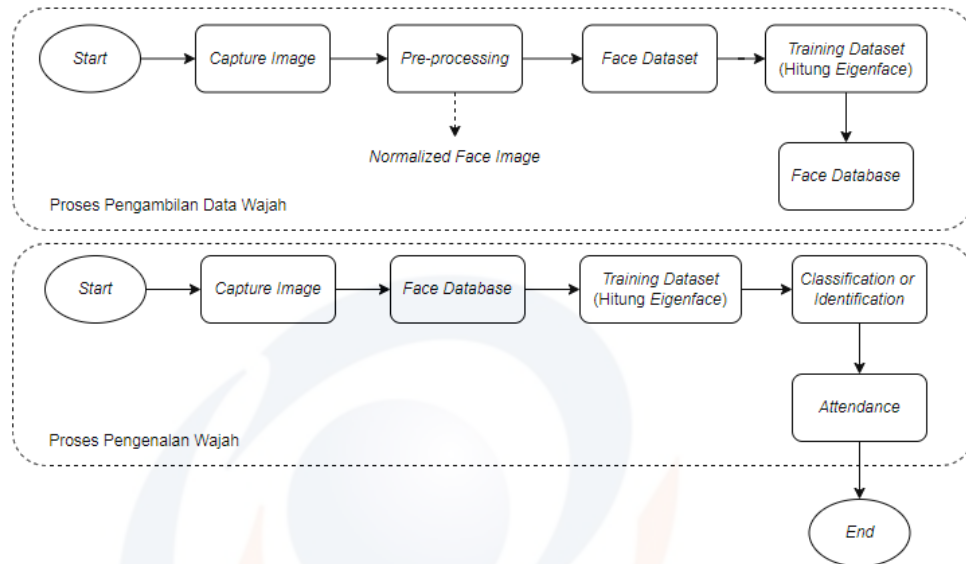 Start
Capture Image
Pre-processing
Face Dataset
Training Dataset
(Hitung Eigenface)
Normalized Face Image
Face Database
Proses Pengambilan Data Wajah
Start
Capture Image
Face Database
Training Dataset
(Hitung Eigenface)
Classification or
Identification
Attendance
Proses Pengenalan Wajah
End